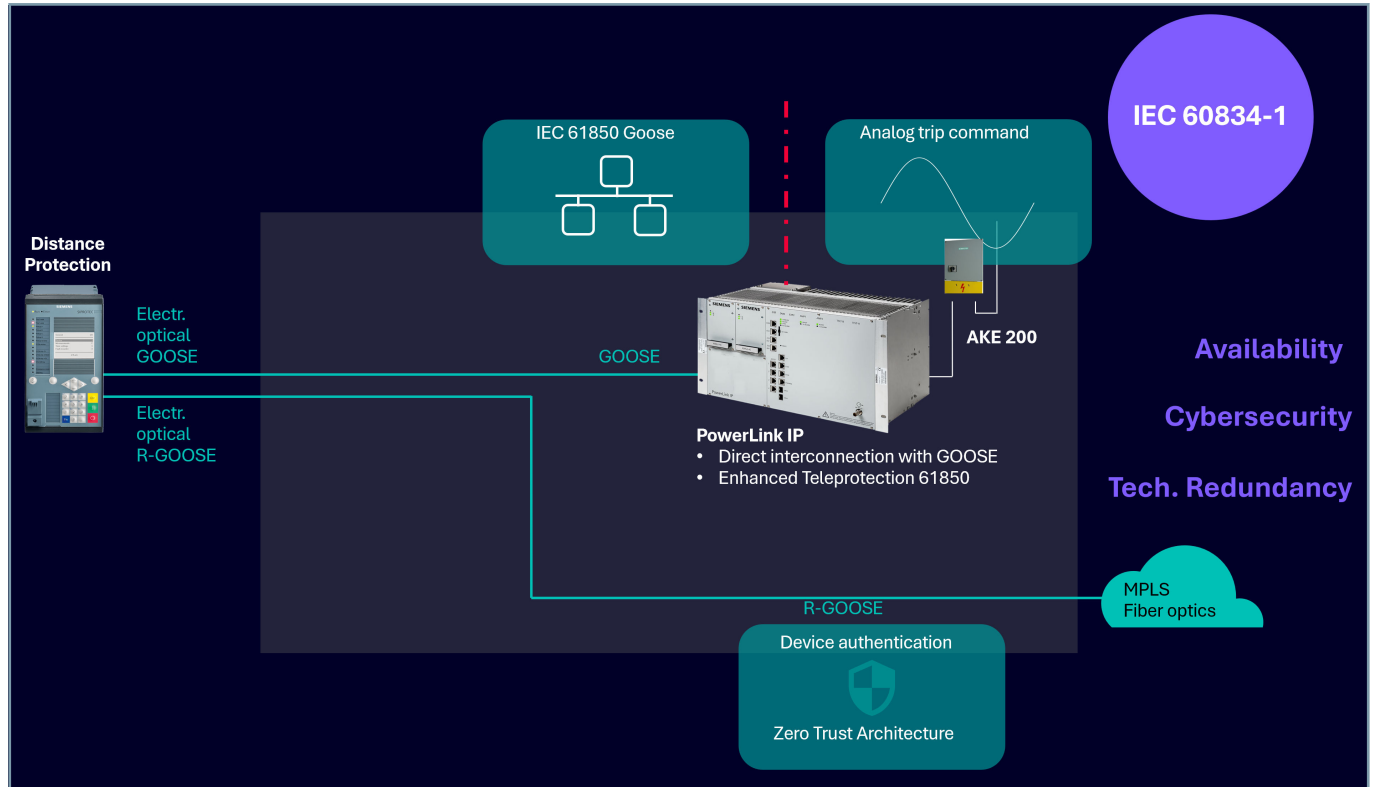 IEC 60834-1
IEC 61850 Goose
Analog trip command
Distance
Protection
Electr.
optical
GOOSE
GOOSE
SIEMENS
SIEMENS
AKE 200
Availability
Electr.
optical
R-GOOSE
PowerLink IP
• Direct interconnection with GOOSE
• Enhanced Teleprotection 61850
Cybersecurity
Tech. Redundancy
MPLS
Fiber optics
R-GOOSE
Device authentication
Zero Trust Architecture